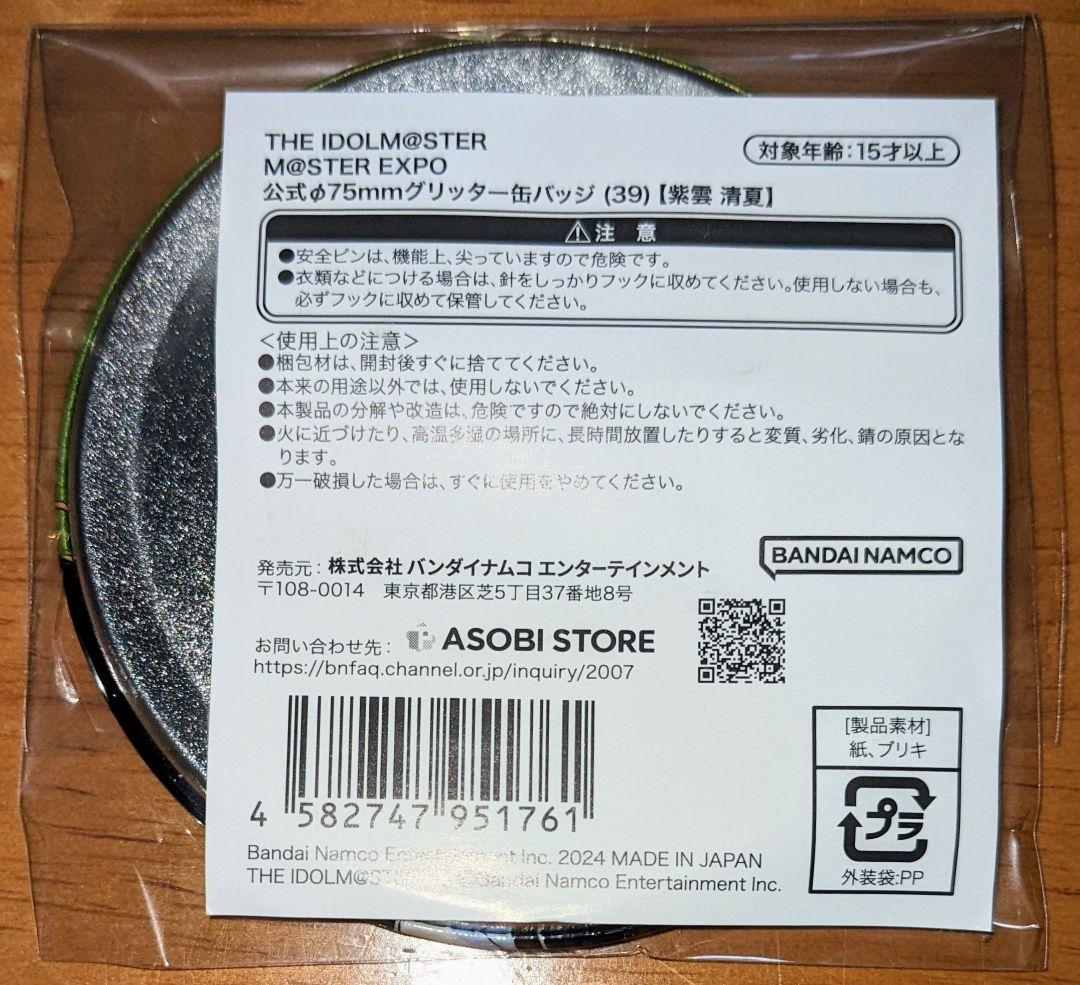 THE IDOLM@STER
M@STER EXPO
公式φ75mmグリッター缶バッジ (39)【紫雲 清夏】
対象年齢:15才以上
⚠注 意
●安全ピンは、機能上、尖っていますので危険です。
●衣類などにつける場合は、針をしっかりフックに収めてください。使用しない場合も、
必ずフックに収めて保管してください。
＜使用上の注意＞
●梱包材は、開封後すぐに捨ててください。
●本来の用途以外では、使用しないでください。
●本製品の分解や改造は、危険ですので絶対にしないでください。
●火に近づけたり、高温多湿の場所に、長時間放置したりすると変質、劣化、錆の原因とな
ります。
●万一破損した場合は、すぐに使用をやめてください。
BANDAI NAMCO
発売元：株式会社 バンダイナムコ エンターテインメント
〒108-0014 東京都港区芝5丁目37番地8号
お問い合わせ先： ASOBI STORE
https://bnfaq.channel.or.jp/inquiry/2007
4 582747 951761
[製品素材]
紙、ブリキ
プラ
外装袋:PP
Bandai Namco Entertainment Inc. 2024 MADE IN JAPAN
THE IDOLM@STER ©Bandai Namco Entertainment Inc.